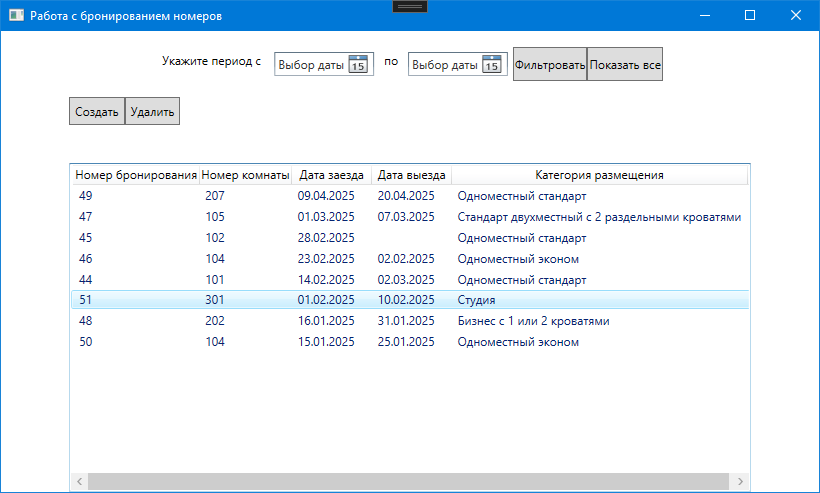 Работа с бронированием номеров
Укажите период с Выбор даты 15 по Выбор даты 15 Фильтровать Показать все
Создать Удалить
Номер бронирования Номер комнаты Дата заезда Дата выезда Категория размещения
49 207 09.04.2025 20.04.2025 Одноместный стандарт
47 105 01.03.2025 07.03.2025 Стандарт двухместный с 2 раздельными кроватями
45 102 28.02.2025 Одноместный стандарт
46 104 23.02.2025 02.02.2025 Одноместный эконом
44 101 14.02.2025 02.03.2025 Одноместный стандарт
51 301 01.02.2025 10.02.2025 Студия
48 202 16.01.2025 31.01.2025 Бизнес с 1 или 2 кроватями
50 104 15.01.2025 25.01.2025 Одноместный эконом